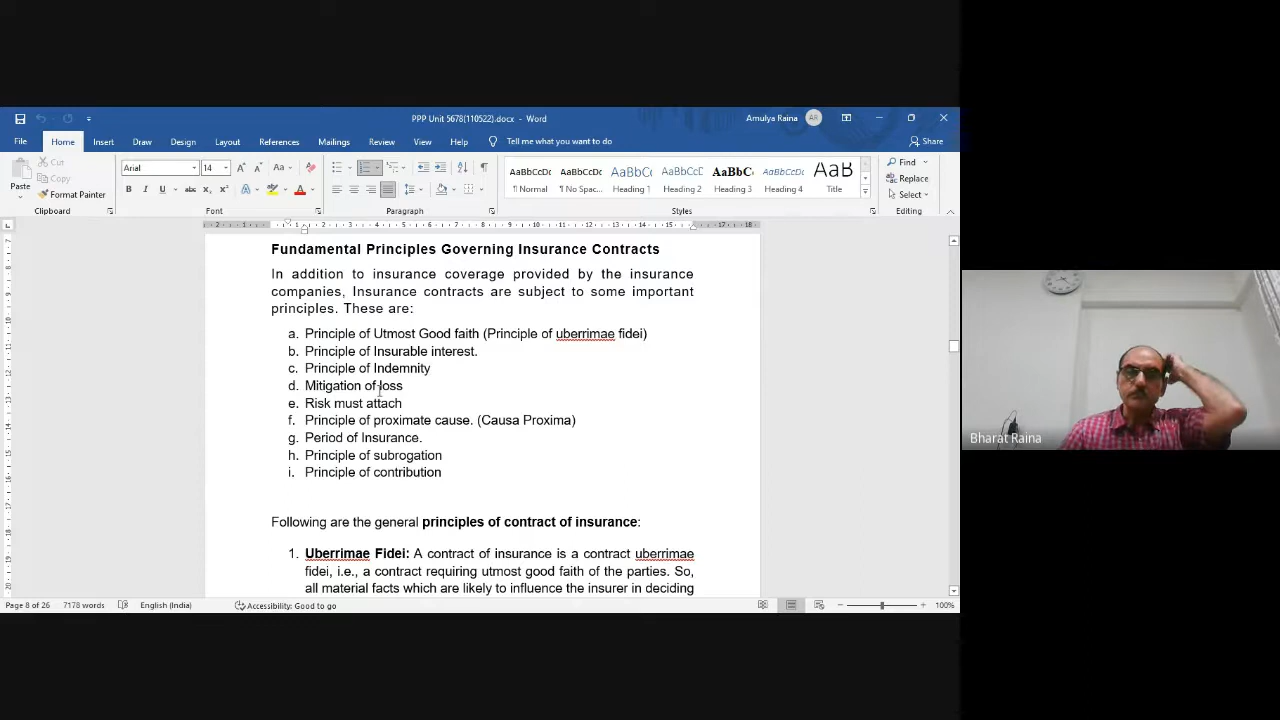 PPP Unit 5678(110522).docx - Word
Amulya Raina
AR
File Home Insert Draw Design Layout References Mailings Review View Help Tell me what you want to do Share
Paste
Cut
Copy
Format Painter
Arial 14
AaBbCcDc AaBbCcDc AaBbC( AaBbCcD AaBbC AaBbCcDc AaB
¶ Normal ¶ No Spac... Heading 1 Heading 2 Heading 3 Heading 4 Title
Find
Replace
Select
Clipboard Font Paragraph Styles Editing
Fundamental Principles Governing Insurance Contracts
In addition to insurance coverage provided by the insurance
companies, Insurance contracts are subject to some important
principles. These are:
a. Principle of Utmost Good faith (Principle of uberrimae fidei)
b. Principle of Insurable interest.
c. Principle of Indemnity
d. Mitigation of loss
e. Risk must attach
f. Principle of proximate cause. (Causa Proxima)
g. Period of Insurance.
h. Principle of subrogation
i. Principle of contribution
Following are the general principles of contract of insurance:
1. Uberrimae Fidei: A contract of insurance is a contract uberrimae
fidei, i.e., a contract requiring utmost good faith of the parties. So,
all material facts which are likely to influence the insurer in deciding
Page 8 of 26 7178 words English (India) Accessibility: Good to go 100%
Bharat Raina